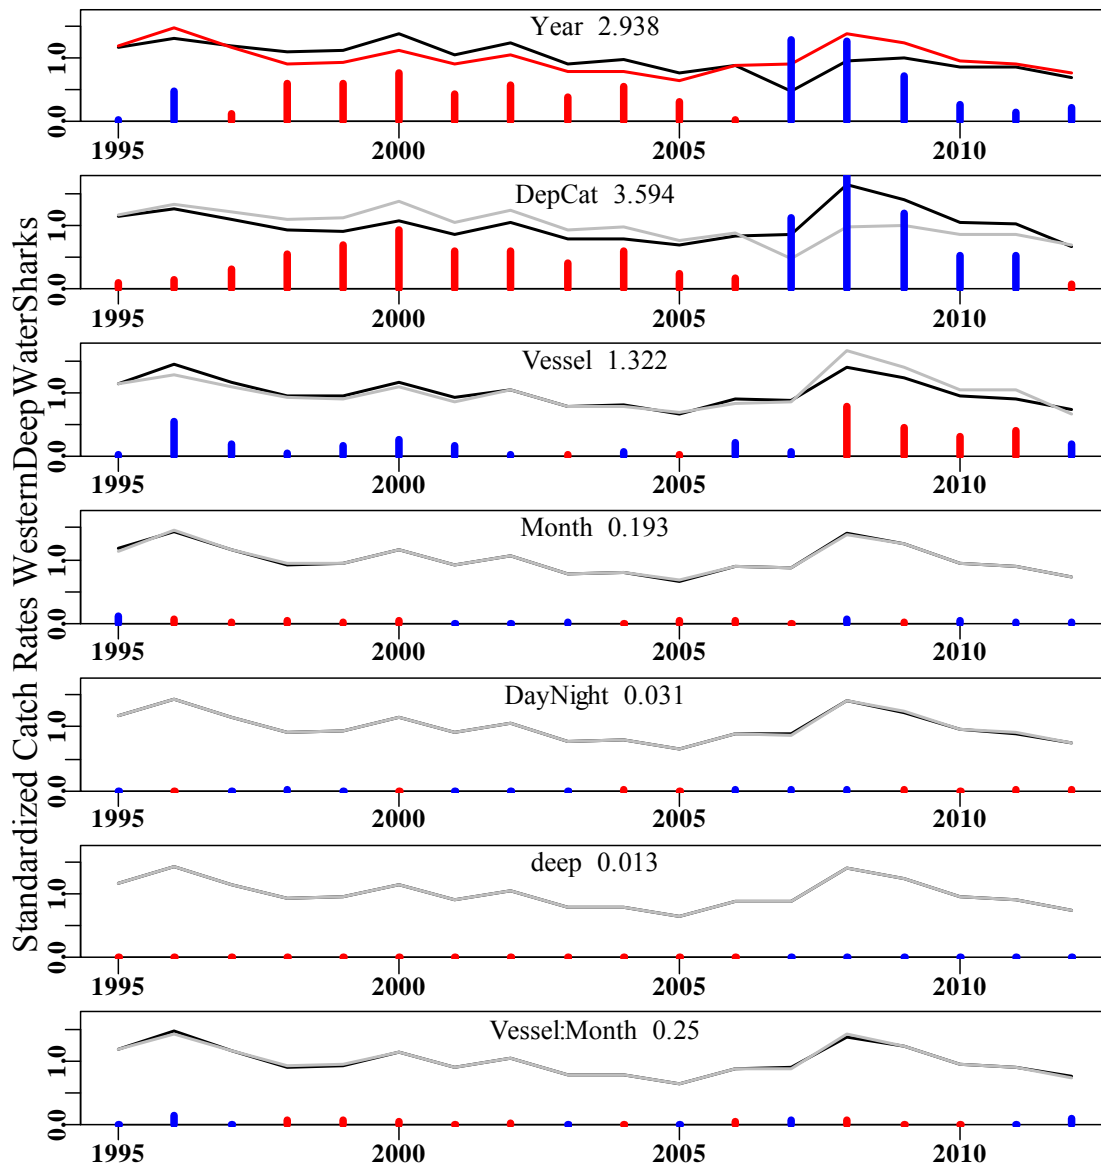 Standardized Catch Rates WesternDeepWaterSharks
Year 2.938
0.0 1.0
1995 2000 2005 2010
DepCat 3.594
0.0 1.0
1995 2000 2005 2010
Vessel 1.322
0.0 1.0
1995 2000 2005 2010
Month 0.193
0.0 1.0
1995 2000 2005 2010
DayNight 0.031
0.0 1.0
1995 2000 2005 2010
deep 0.013
0.0 1.0
1995 2000 2005 2010
Vessel:Month 0.25
0.0 1.0
1995 2000 2005 2010